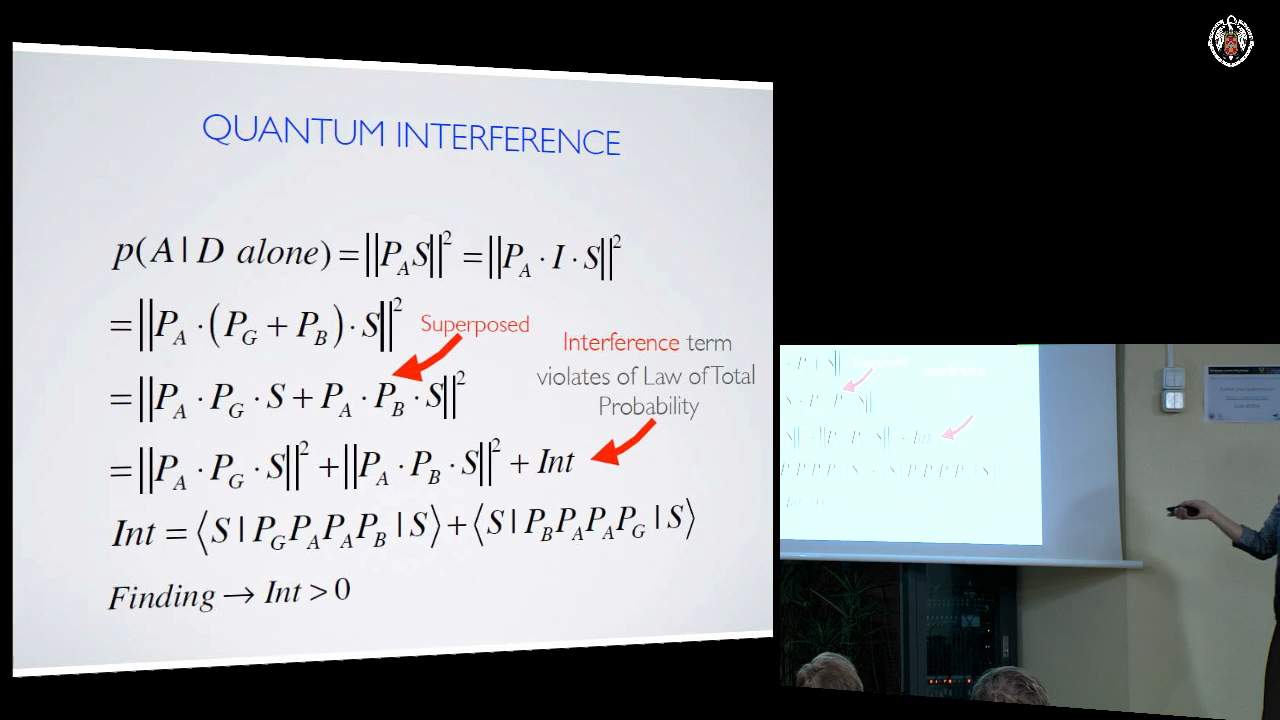 QUANTUM INTERFERENCE
p(A | D alone) = ||P_A S||² = ||P_A · I · S||²
= ||P_A · (P_G + P_B) · S||²
Superposed
Interference term
violates of Law of Total
Probability
= ||P_A · P_G · S + P_A · P_B · S||²
= ||P_A · P_G · S||² + ||P_A · P_B · S||² + Int
Int = ⟨S | P_G P_A P_A P_B | S⟩ + ⟨S | P_B P_A P_A P_G | S⟩
Finding → Int > 0